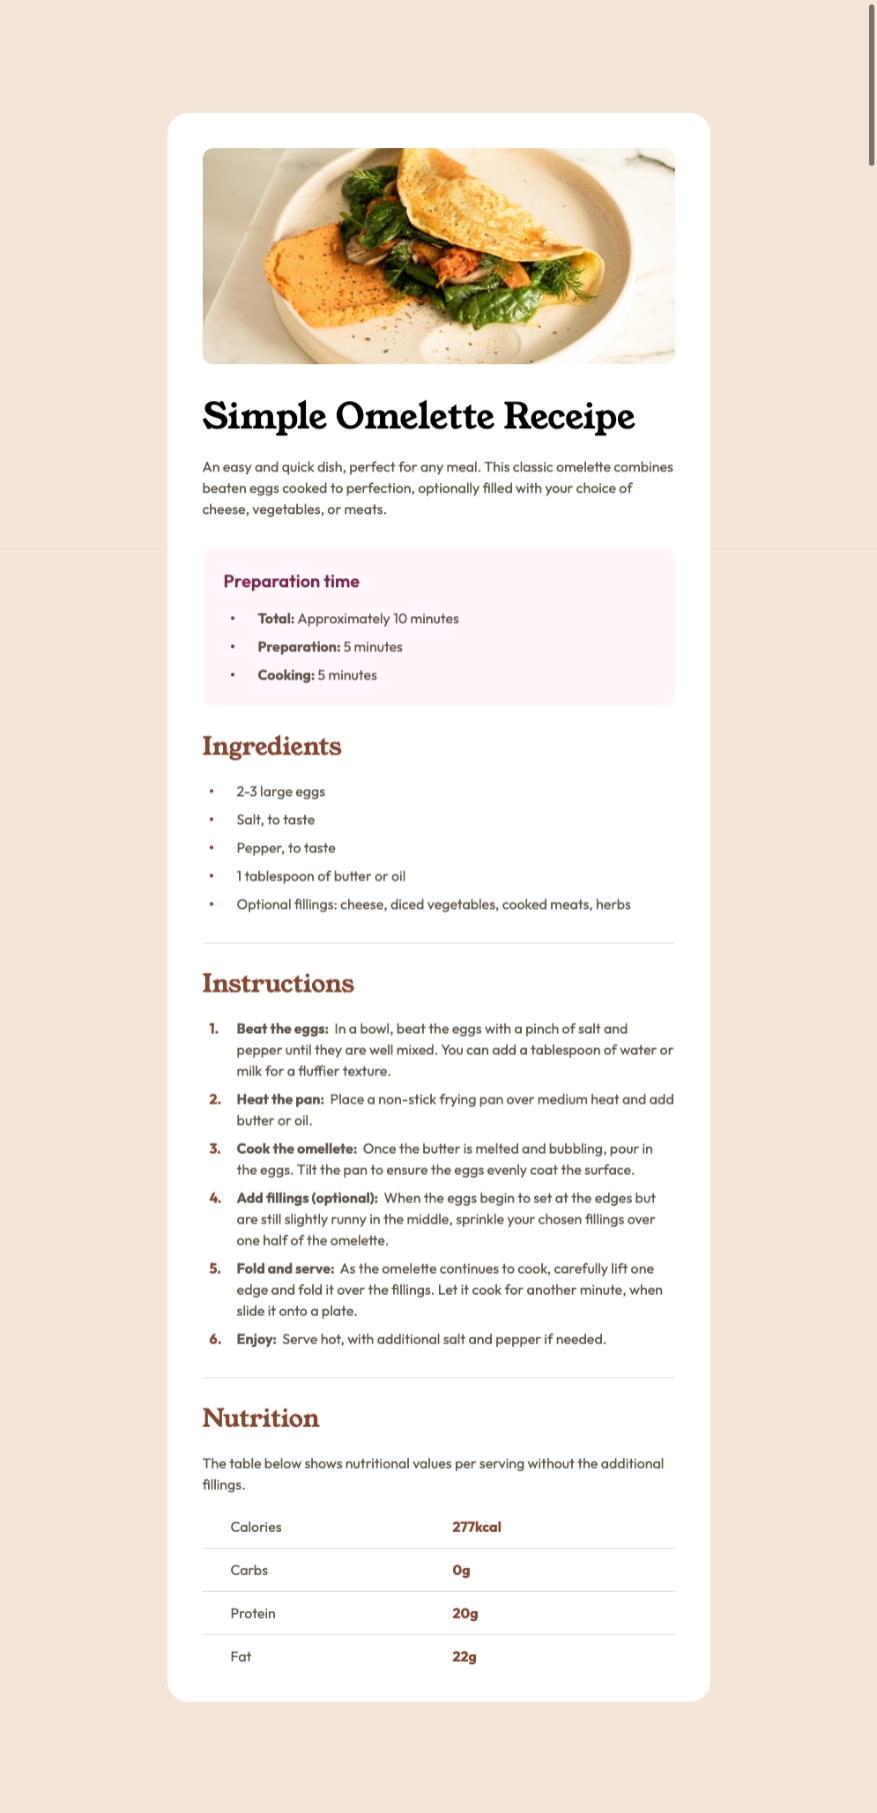 Simple Omelette Receipe
An easy and quick dish, perfect for any meal. This classic omelette combines
beaten eggs cooked to perfection, optionally filled with your choice of
cheese, vegetables, or meats.
Preparation time
• Total: Approximately 10 minutes
• Preparation: 5 minutes
• Cooking: 5 minutes
Ingredients
• 2-3 large eggs
• Salt, to taste
• Pepper, to taste
• 1 tablespoon of butter or oil
• Optional fillings: cheese, diced vegetables, cooked meats, herbs
Instructions
1. Beat the eggs: In a bowl, beat the eggs with a pinch of salt and
pepper until they are well mixed. You can add a tablespoon of water or
milk for a fluffier texture.
2. Heat the pan: Place a non-stick frying pan over medium heat and add
butter or oil.
3. Cook the omellete: Once the butter is melted and bubbling, pour in
the eggs. Tilt the pan to ensure the eggs evenly coat the surface.
4. Add fillings (optional): When the eggs begin to set at the edges but
are still slightly runny in the middle, sprinkle your chosen fillings over
one half of the omelette.
5. Fold and serve: As the omelette continues to cook, carefully lift one
edge and fold it over the fillings. Let it cook for another minute, when
slide it onto a plate.
6. Enjoy: Serve hot, with additional salt and pepper if needed.
Nutrition
The table below shows nutritional values per serving without the additional
fillings.
Calories 277kcal
Carbs 0g
Protein 20g
Fat 22g